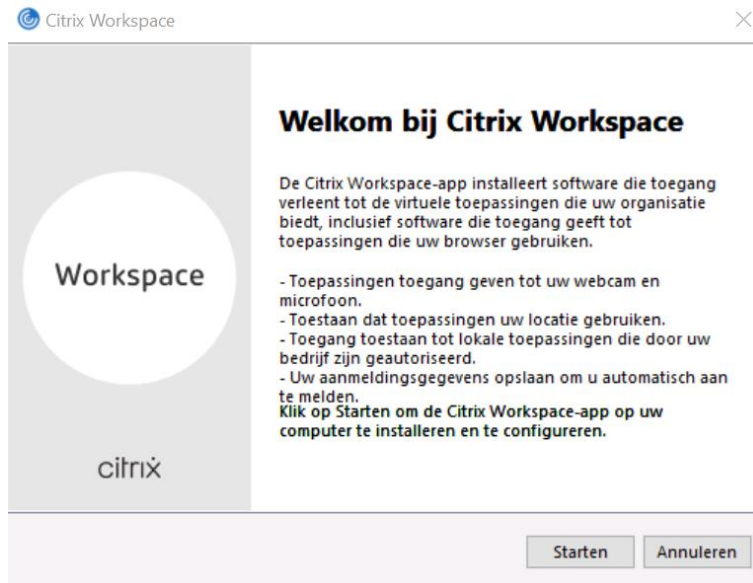 Citrix Workspace
Welkom bij Citrix Workspace
De Citrix Workspace-app installeert software die toegang
verleent tot de virtuele toepassingen die uw organisatie
biedt, inclusief software die toegang geeft tot
toepassingen die uw browser gebruiken.
Workspace
- Toepassingen toegang geven tot uw webcam en
microfoon.
- Toestaan dat toepassingen uw locatie gebruiken.
- Toegang toestaan tot lokale toepassingen die door uw
bedrijf zijn geautoriseerd.
- Uw aanmeldingsgegevens opslaan om u automatisch aan
te melden.
Klik op Starten om de Citrix Workspace-app op uw
computer te installeren en te configureren.
citrix
Starten
Annuleren